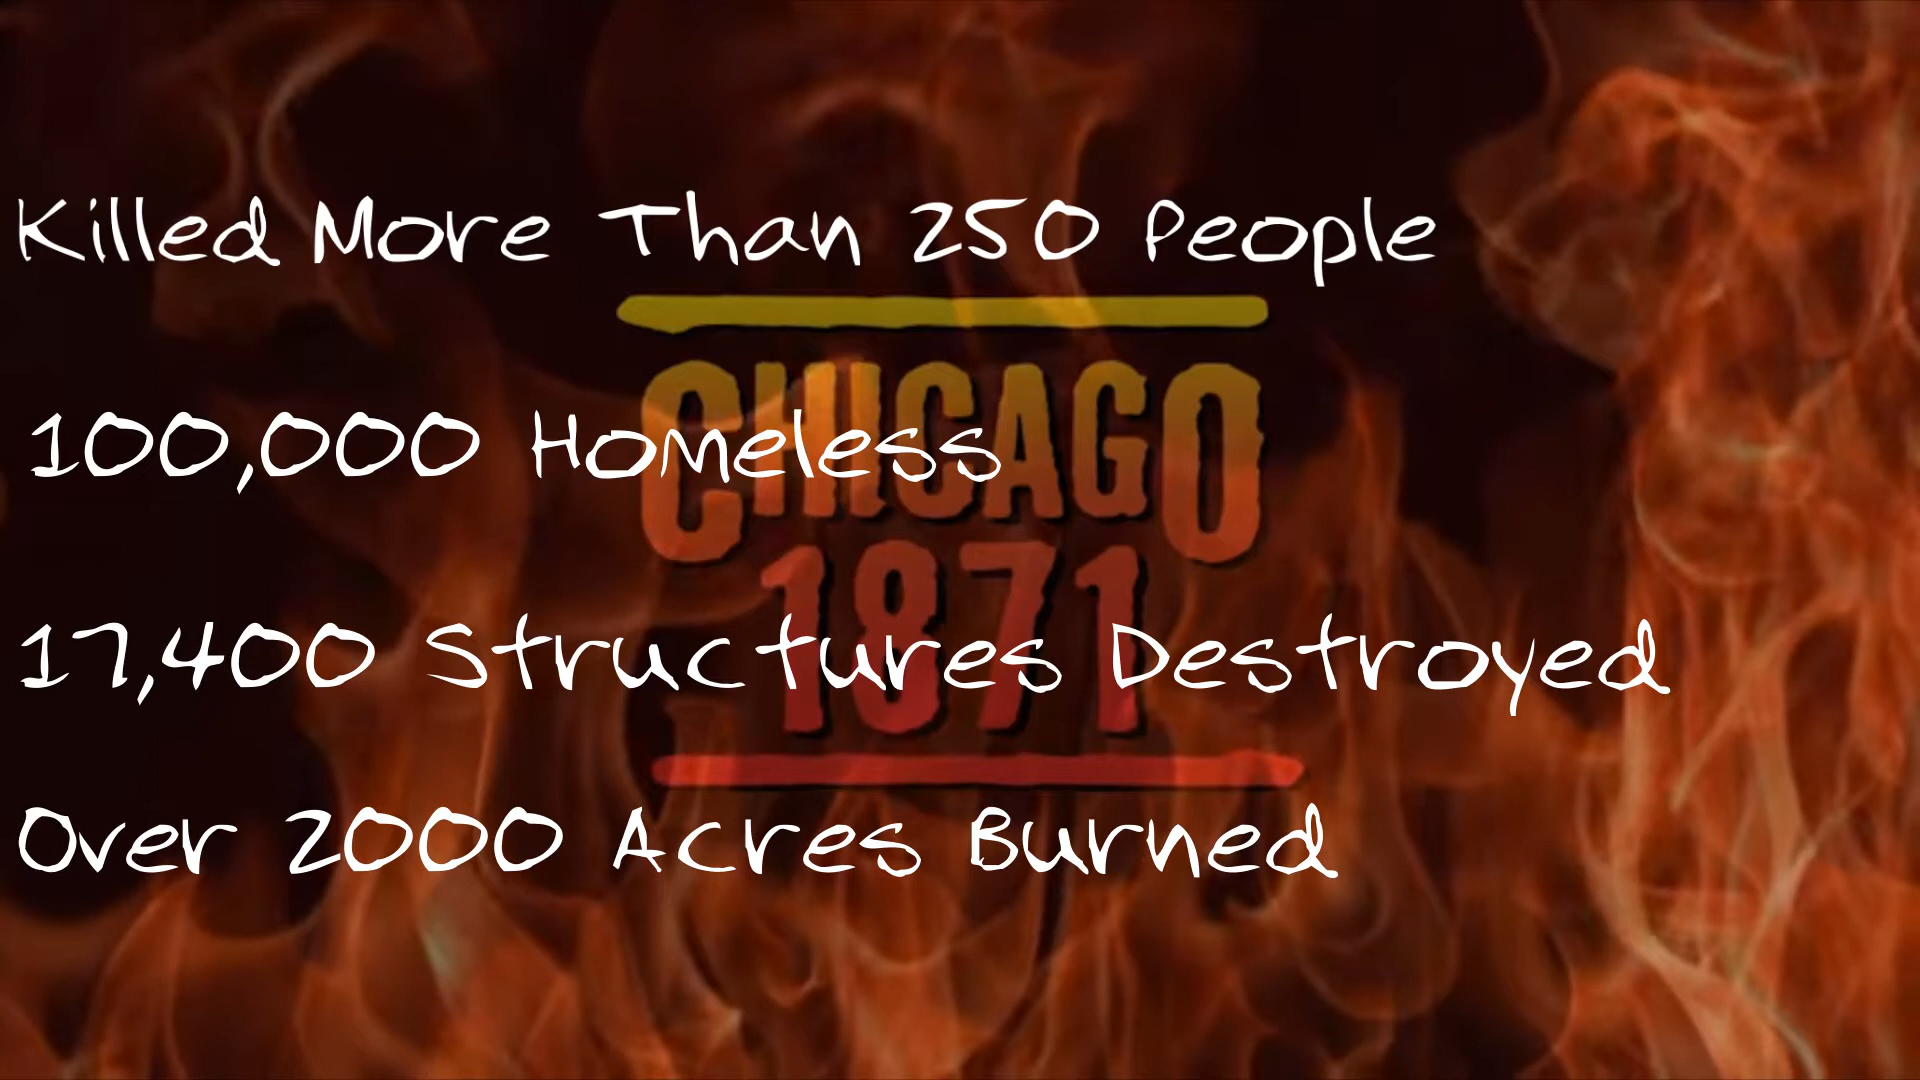 Killed More Than 250 People
CHICAGO
100,000 Homeless
1871
17,400 Structures Destroyed
Over 2000 Acres Burned